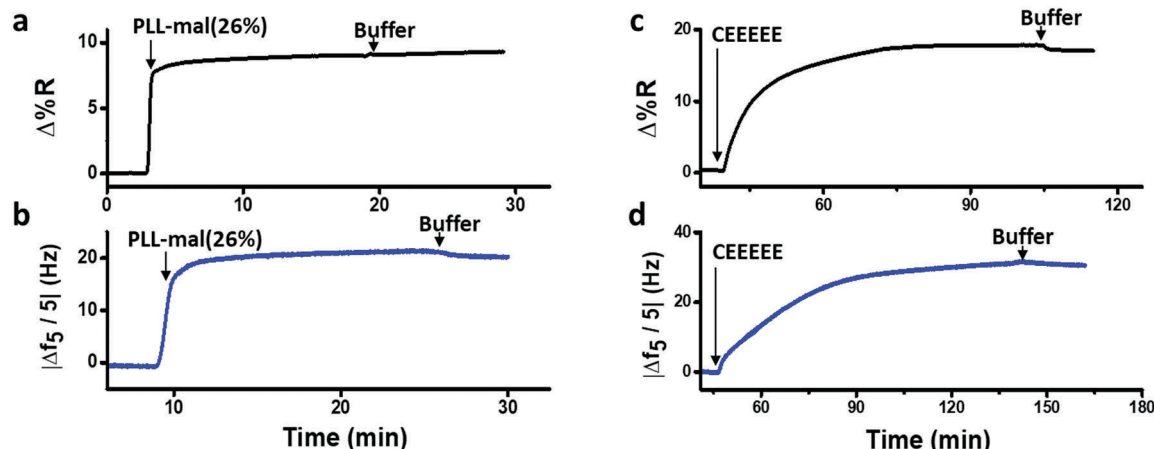 a
PLL-mal(26%)
Buffer
10
5
0
Δ%R
0
10
20
30
b
PLL-mal(26%)
Buffer
20
10
0
|Δf5 / 5| (Hz)
10
20
30
Time (min)
c
CEEEEE
Buffer
20
10
0
Δ%R
60
90
120
d
CEEEEE
Buffer
40
20
0
|Δf5 / 5| (Hz)
60
90
120
150
180
Time (min)